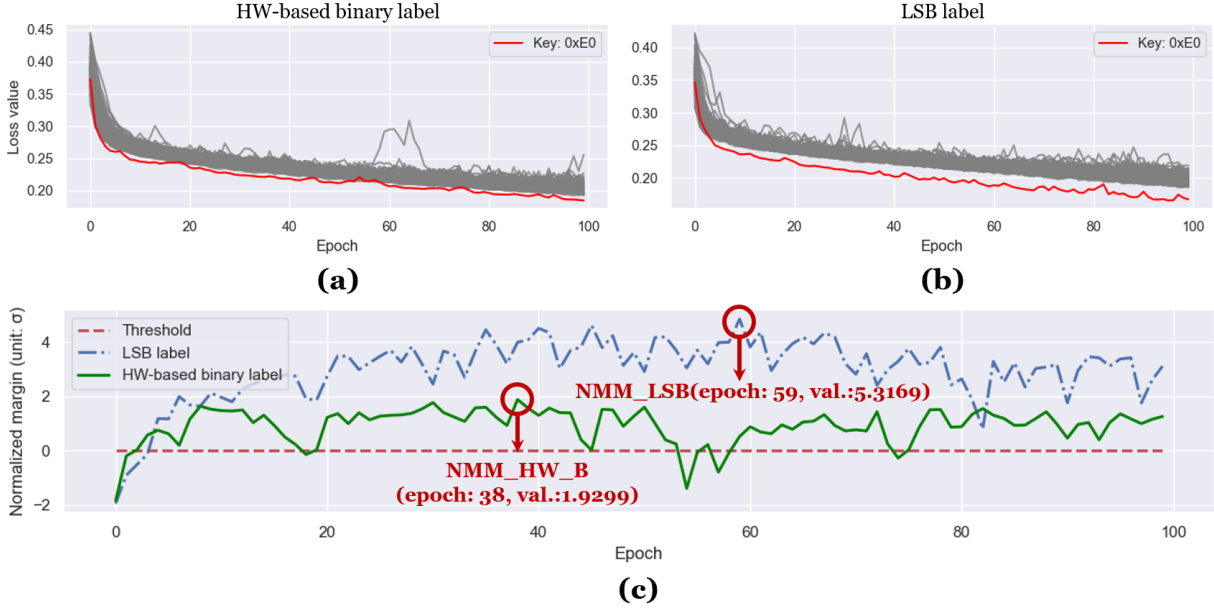 HW-based binary label
LSB label
0.45
0.40
0.35
0.30
0.25
0.20
Loss value
Key: 0xE0
0 20 40 60 80 100
Epoch
(a)
0.40
0.35
0.30
0.25
0.20
Key: 0xE0
0 20 40 60 80 100
Epoch
(b)
Normalized margin (unit: σ)
4
2
0
−2
Threshold
LSB label
HW-based binary label
NMM_LSB(epoch: 59, val.:5.3169)
NMM_HW_B
(epoch: 38, val.:1.9299)
0 20 40 60 80 100
Epoch
(c)